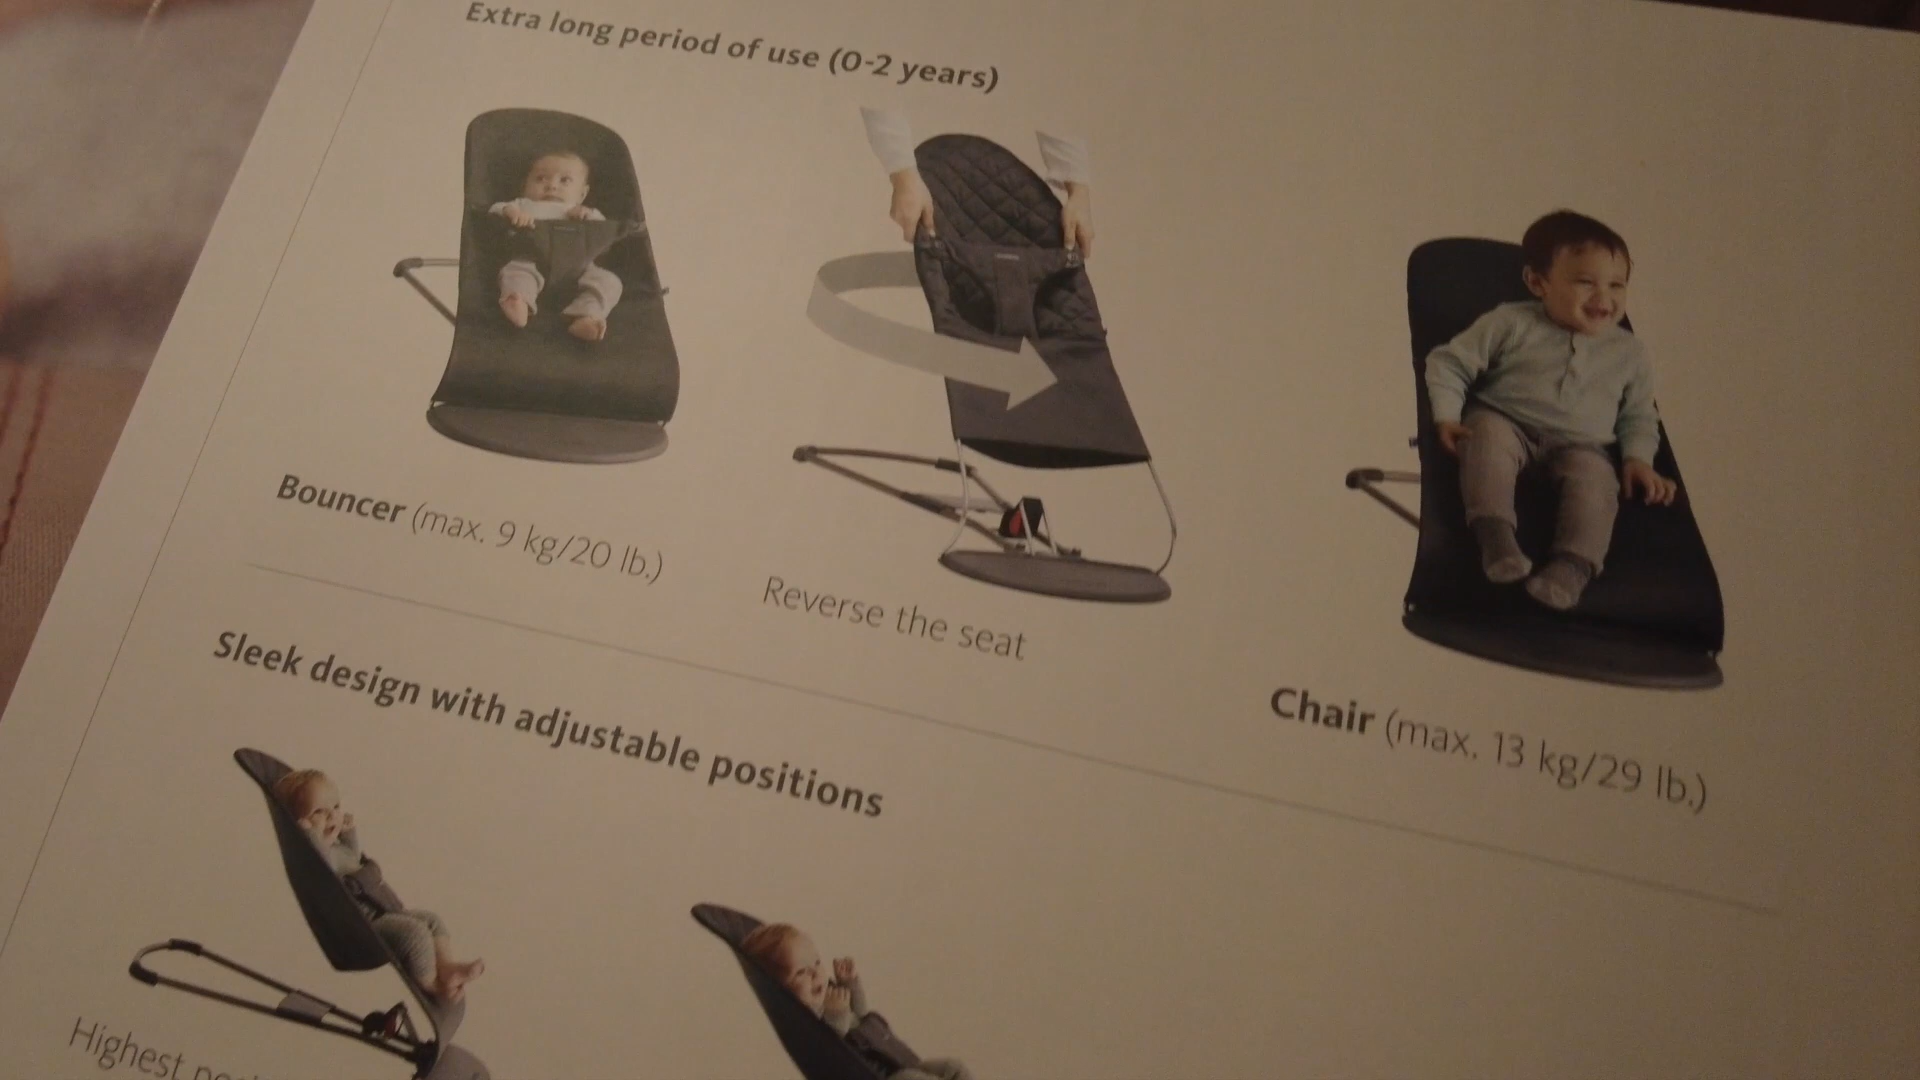 Extra long period of use (0-2 years)
Bouncer (max. 9 kg/20 lb.)
Reverse the seat
Chair (max. 13 kg/29 lb.)
Sleek design with adjustable positions
Highest